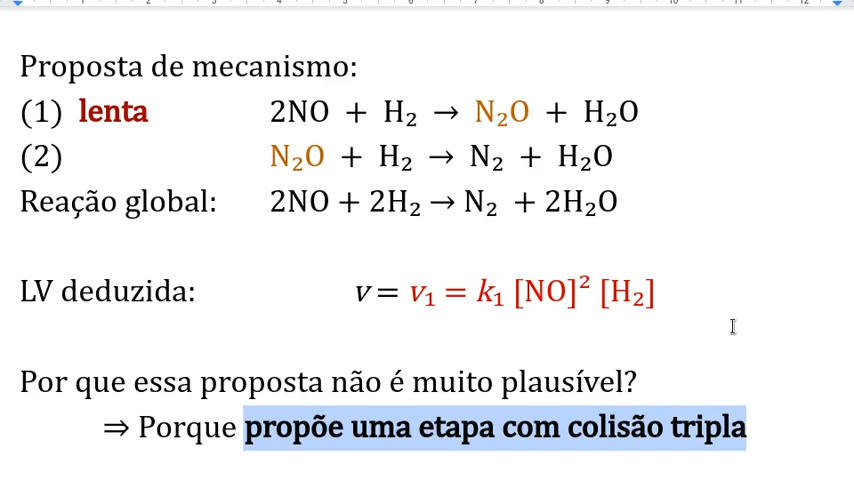 Proposta de mecanismo:
(1) lenta 2NO + H₂ → N₂O + H₂O
(2) N₂O + H₂ → N₂ + H₂O
Reação global: 2NO + 2H₂ → N₂ + 2H₂O
LV deduzida: v = v₁ = k₁ [NO]² [H₂]
Por que essa proposta não é muito plausível?
⇒ Porque propõe uma etapa com colisão tripla